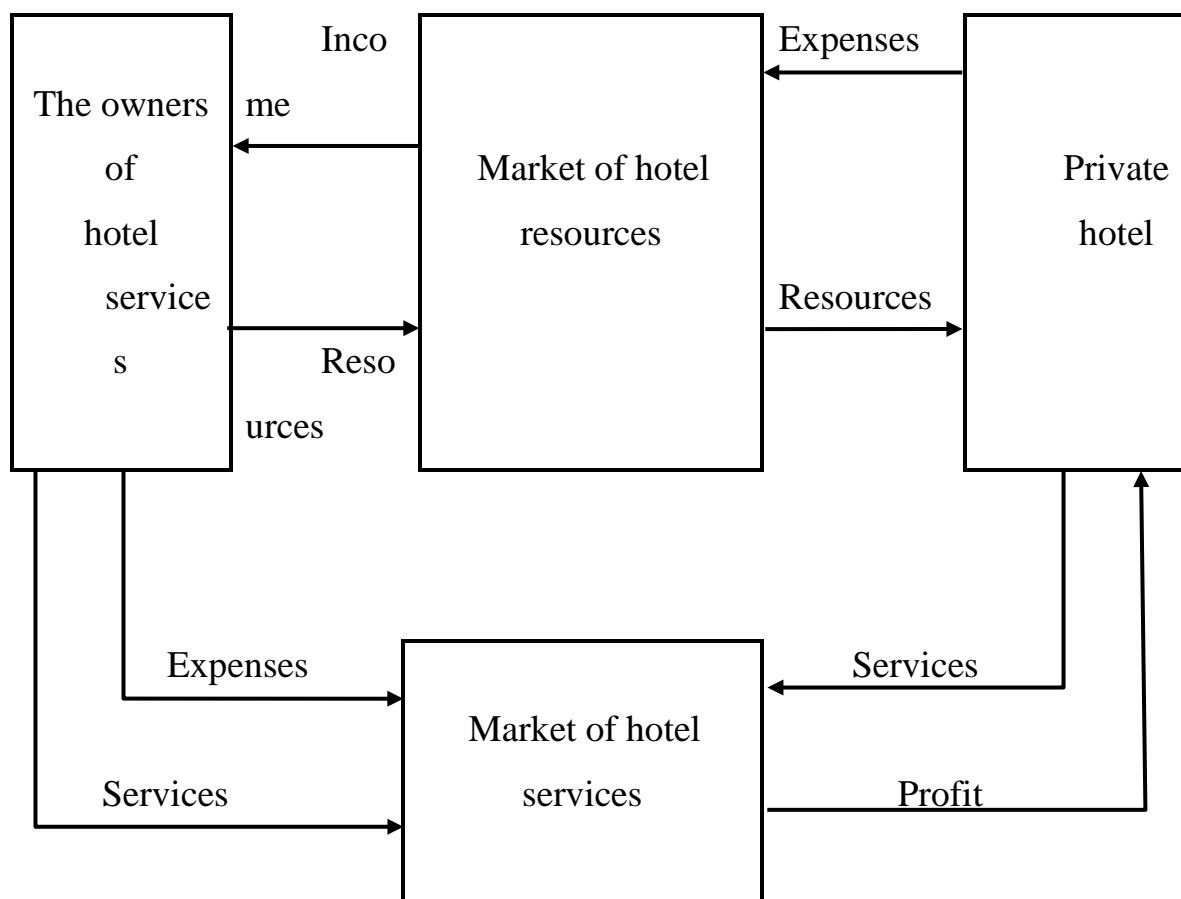 The owners
of
hotel
service
s
Inco
me
Reso
urces
Market of hotel
resources
Expenses
Resources
Private
hotel
Expenses
Services
Market of hotel
services
Services
Profit